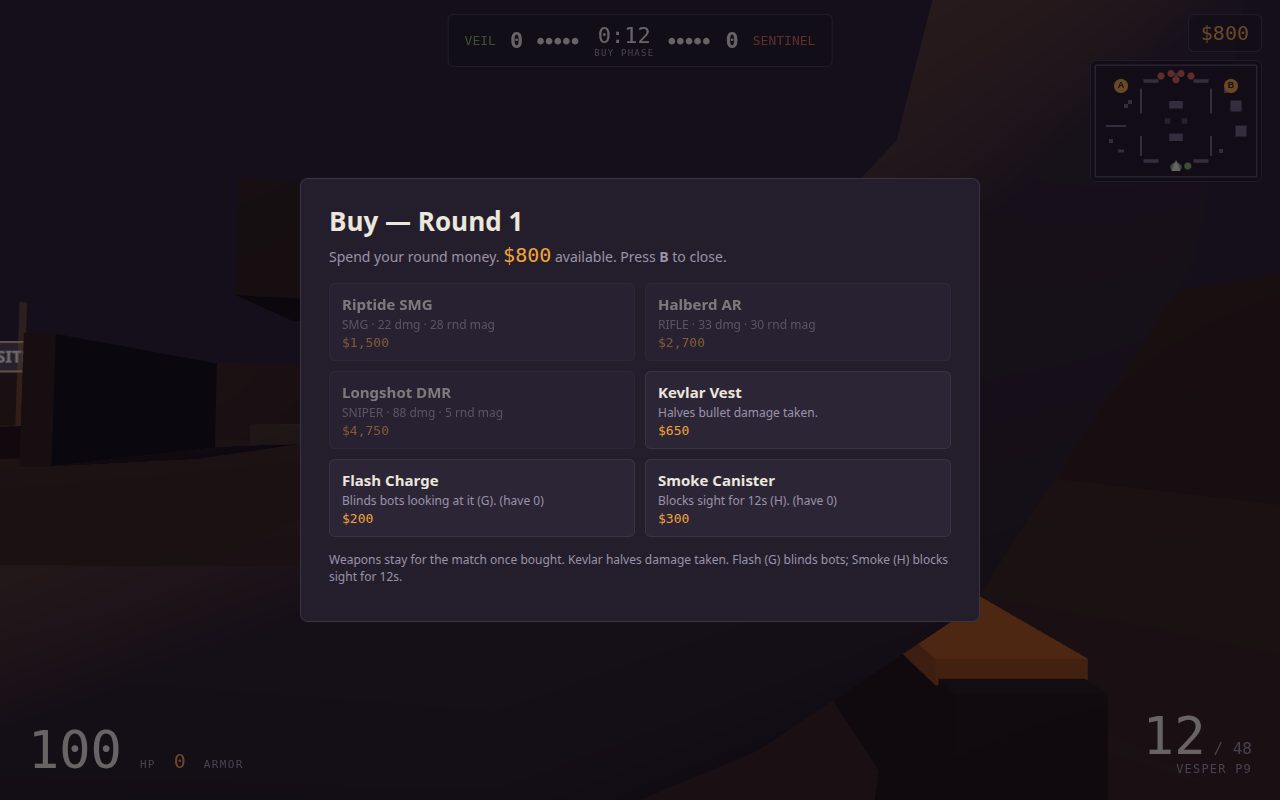 VEIL 0 ●●●●● 0:12 ●●●●● 0 SENTINEL
BUY PHASE
$800
A B
Buy — Round 1
Spend your round money. $800 available. Press B to close.
Riptide SMG
SMG · 22 dmg · 28 rnd mag
$1,500
Halberd AR
RIFLE · 33 dmg · 30 rnd mag
$2,700
Longshot DMR
SNIPER · 88 dmg · 5 rnd mag
$4,750
Kevlar Vest
Halves bullet damage taken.
$650
Flash Charge
Blinds bots looking at it (G). (have 0)
$200
Smoke Canister
Blocks sight for 12s (H). (have 0)
$300
Weapons stay for the match once bought. Kevlar halves damage taken. Flash (G) blinds bots; Smoke (H) blocks
sight for 12s.
SIT
100 HP 0 ARMOR
12 / 48
VESPER P9